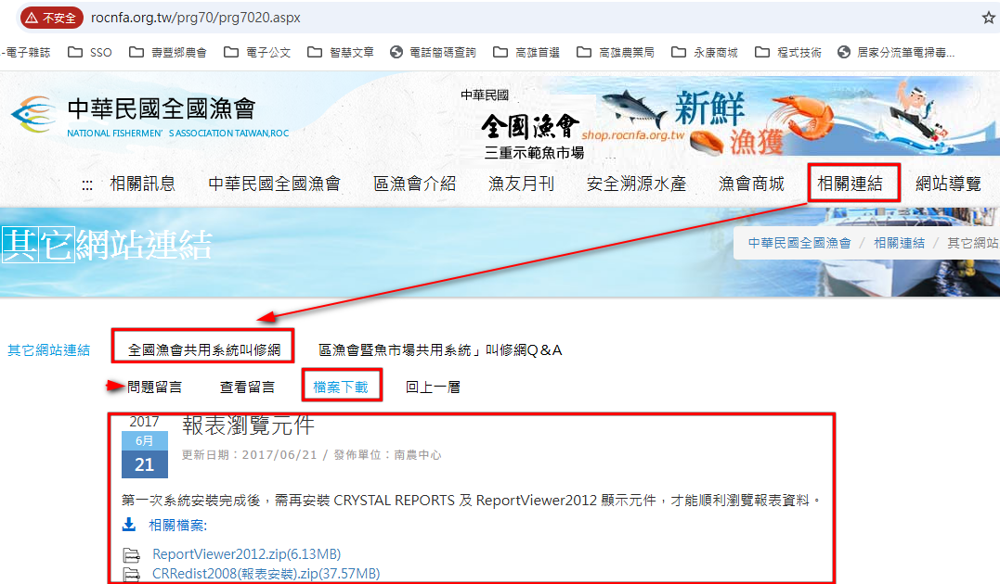 不安全 rocnfa.org.tw/prg70/prg7020.aspx
-電子雜誌 SSO 壽豐鄉農會 電子公文 智慧文章 電話簡碼查詢 高雄首選 高雄農業局 永康商城 程式技術 居家分流筆電掃毒...
中華民國全國漁會
NATIONAL FISHERMEN'S ASSOCIATION TAIWAN,ROC
中華民國
全國漁會
三重示範魚市場
新鮮
shop.rocnfa.org.tw
漁獲
::: 相關訊息 中華民國全國漁會 區漁會介紹 漁友月刊 安全溯源水產 漁會商城 相關連結 網站導覽
其它網站連結
中華民國全國漁會 / 相關連結 / 其它網站
其它網站連結 全國漁會共用系統叫修網 區漁會暨魚市場共用系統」叫修網Q&A
問題留言 查看留言 檔案下載 回上一層
2017
6月
21
報表瀏覽元件
更新日期：2017/06/21 / 發佈單位：南農中心
第一次系統安裝完成後，需再安裝 CRYSTAL REPORTS 及 ReportViewer2012 顯示元件，才能順利瀏覽報表資料。
相關檔案:
ReportViewer2012.zip(6.13MB)
CRRedist2008(報表安裝).zip(37.57MB)